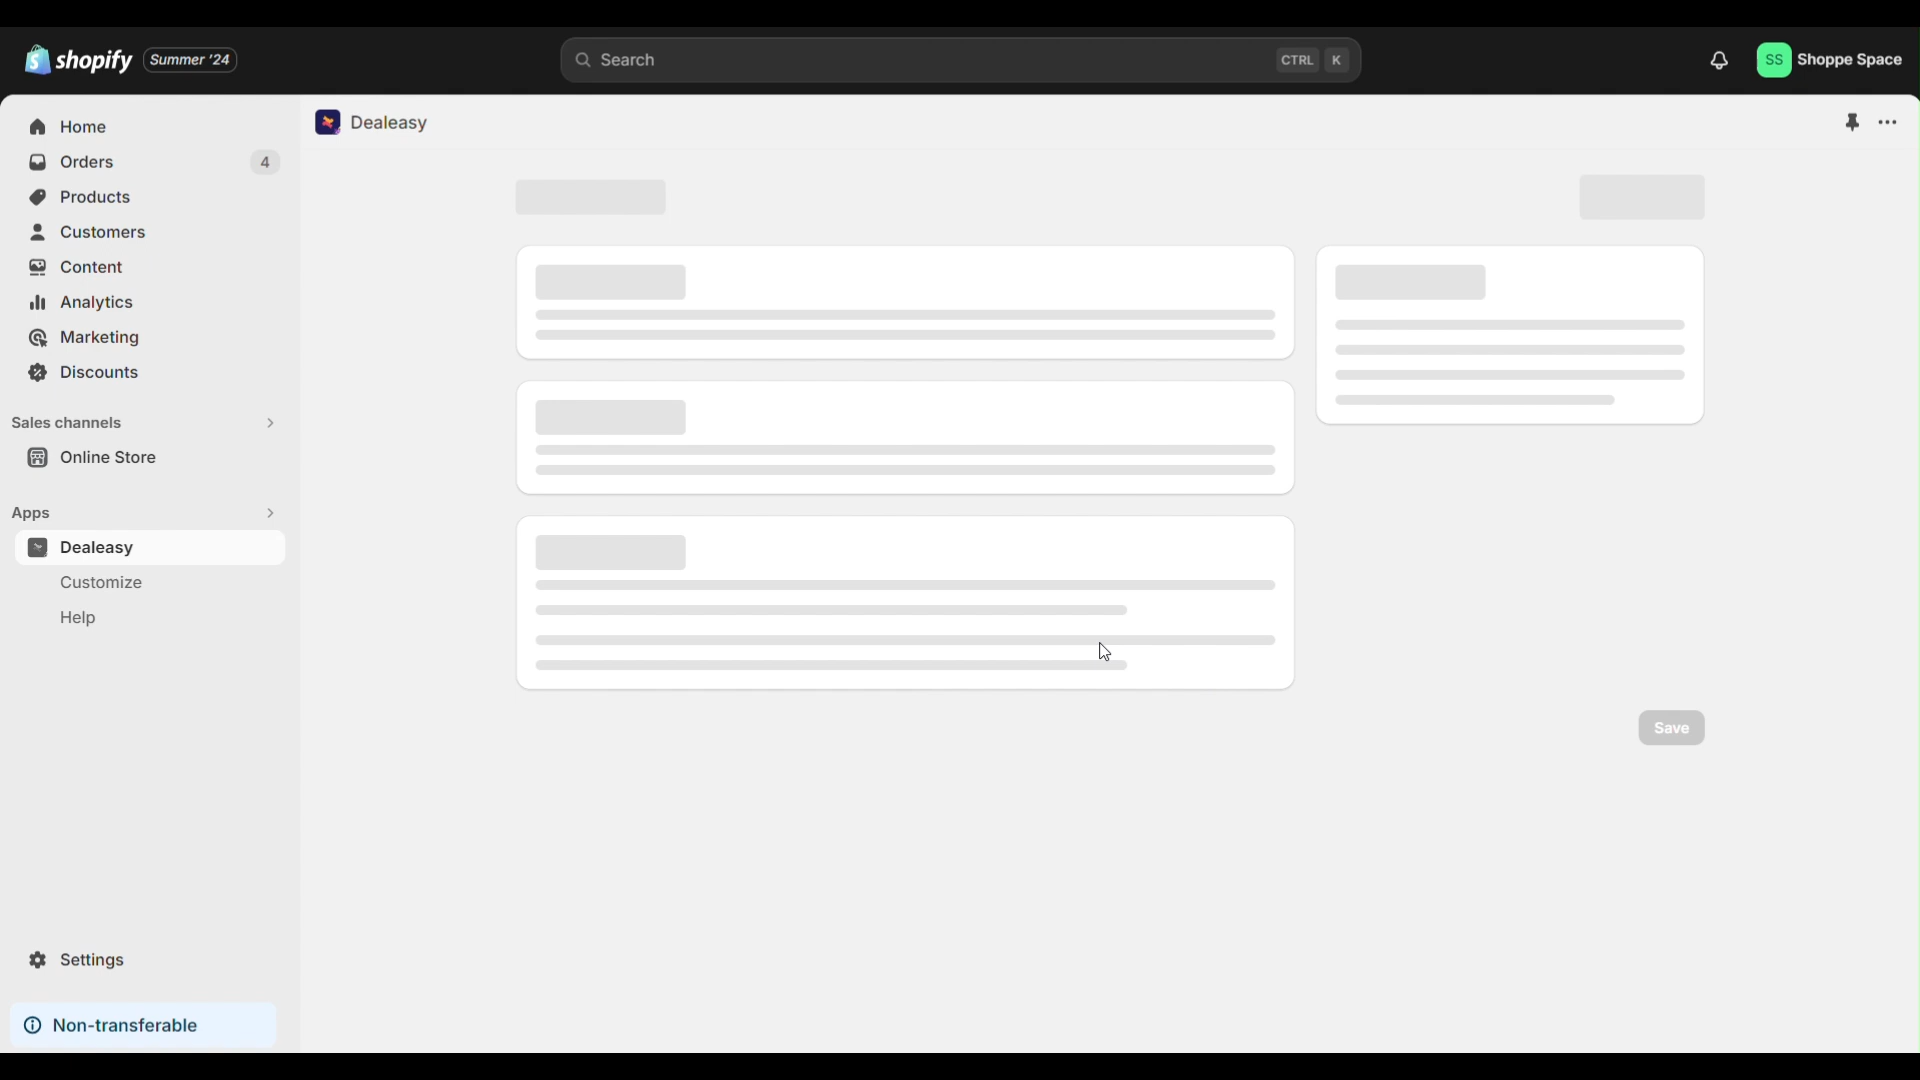 shopify
Summer '24
Search
CTRL K
Shoppe Space
SS
Home
Orders
4
Products
Customers
Content
Analytics
Marketing
Discounts
Sales channels
Online Store
Apps
Dealeasy
Customize
Help
Settings
Non-transferable
Dealeasy
Save